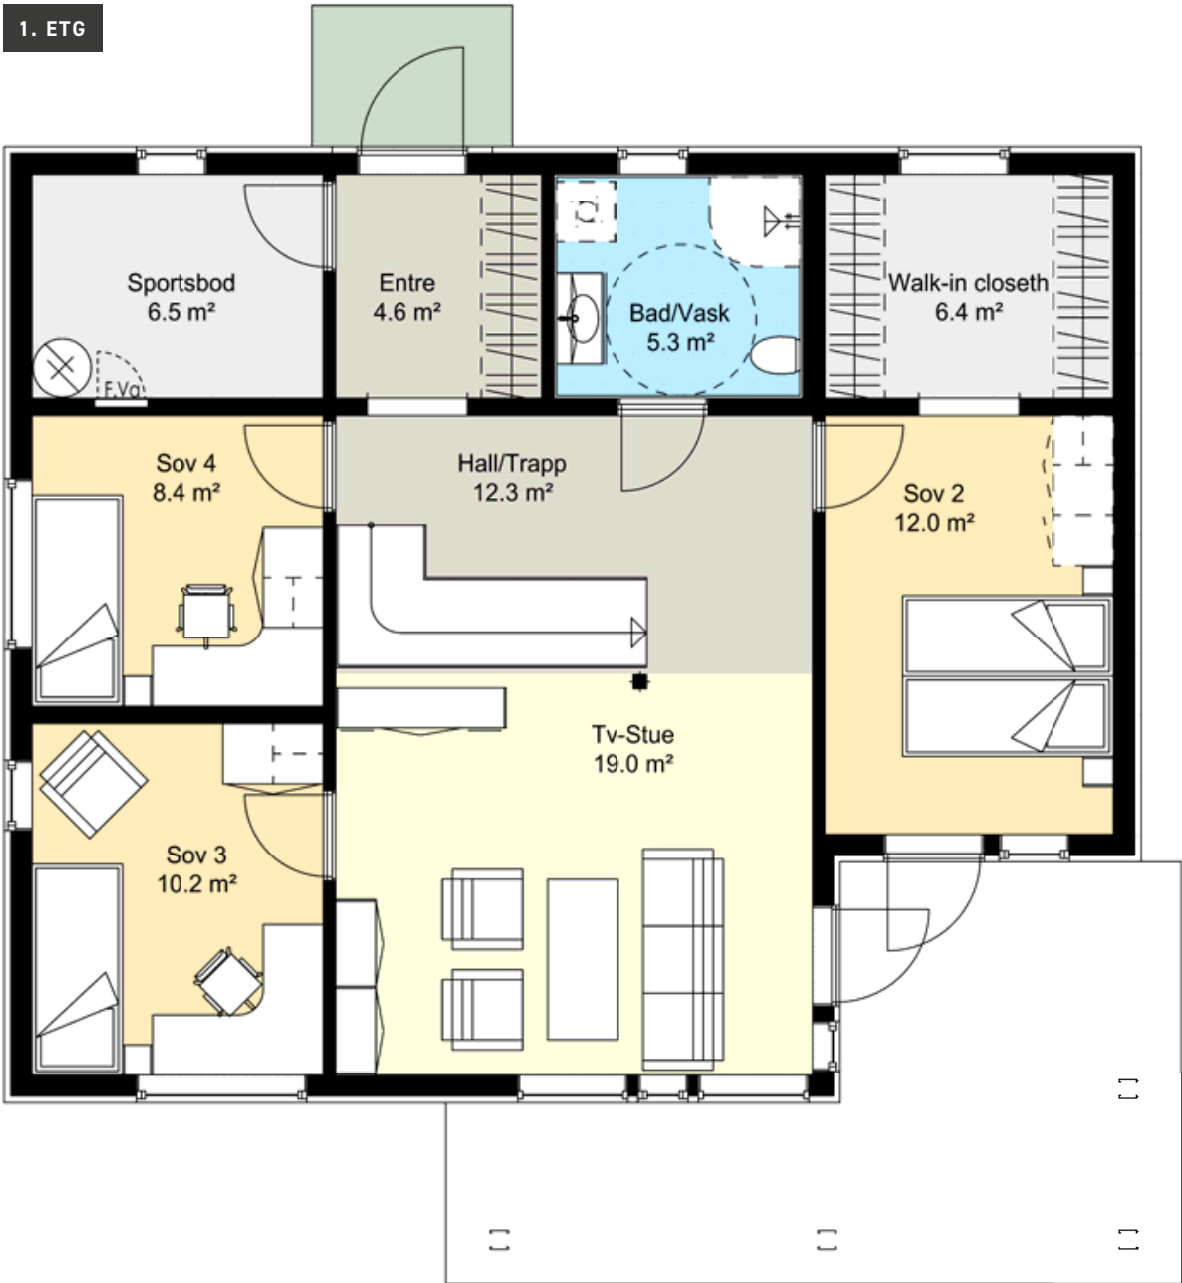 1. ETG
Sportsbod
6.5 m²
Entre
4.6 m²
Bad/Vask
5.3 m²
Walk-in closeth
6.4 m²
F.Va
Sov 4
8.4 m²
Hall/Trapp
12.3 m²
Sov 2
12.0 m²
Tv-Stue
19.0 m²
Sov 3
10.2 m²